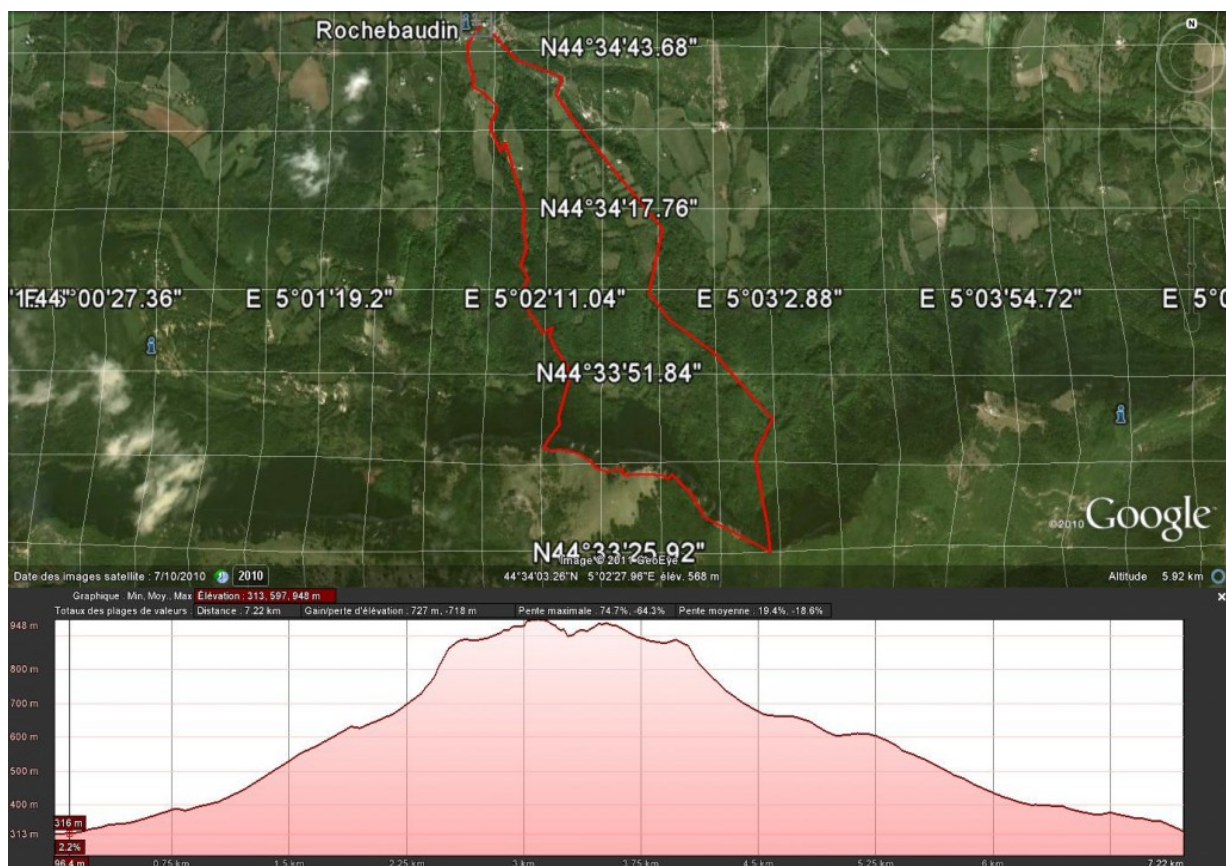 N
Rochebaudin
N44°34'43.68"
N44°34'17.76"
E 5°01'19.2" E 5°02'11.04" E 5°03'2.88" E 5°03'54.72"
N44°33'51.84"
©2010 Google
N44°33'25.92"
Image © 2011 GeoEye
Date des images satellite : 7/10/2010 2010 44°34'03.26"N 5°02'27.96"E élév. 568 m Altitude 5.92 km
Graphique : Min, Moy., Max Élévation : 313, 597, 948 m
Totaux des plages de valeurs : Distance : 7.22 km Gain/perte d'élévation : 727 m, -718 m Pente maximale : 74.7%, -64.3% Pente moyenne : 19.4%, -18.6%
948 m
800 m
700 m
600 m
500 m
400 m
316 m
313 m
2.2%
96.4 m 0.75 km 1.5 km 2.25 km 3 km 3.75 km 4.5 km 5.25 km 6 km 7.22 km